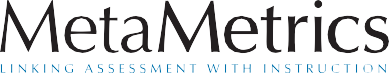 MetaMetrics
LINKING ASSESSMENT WITH INSTRUCTION